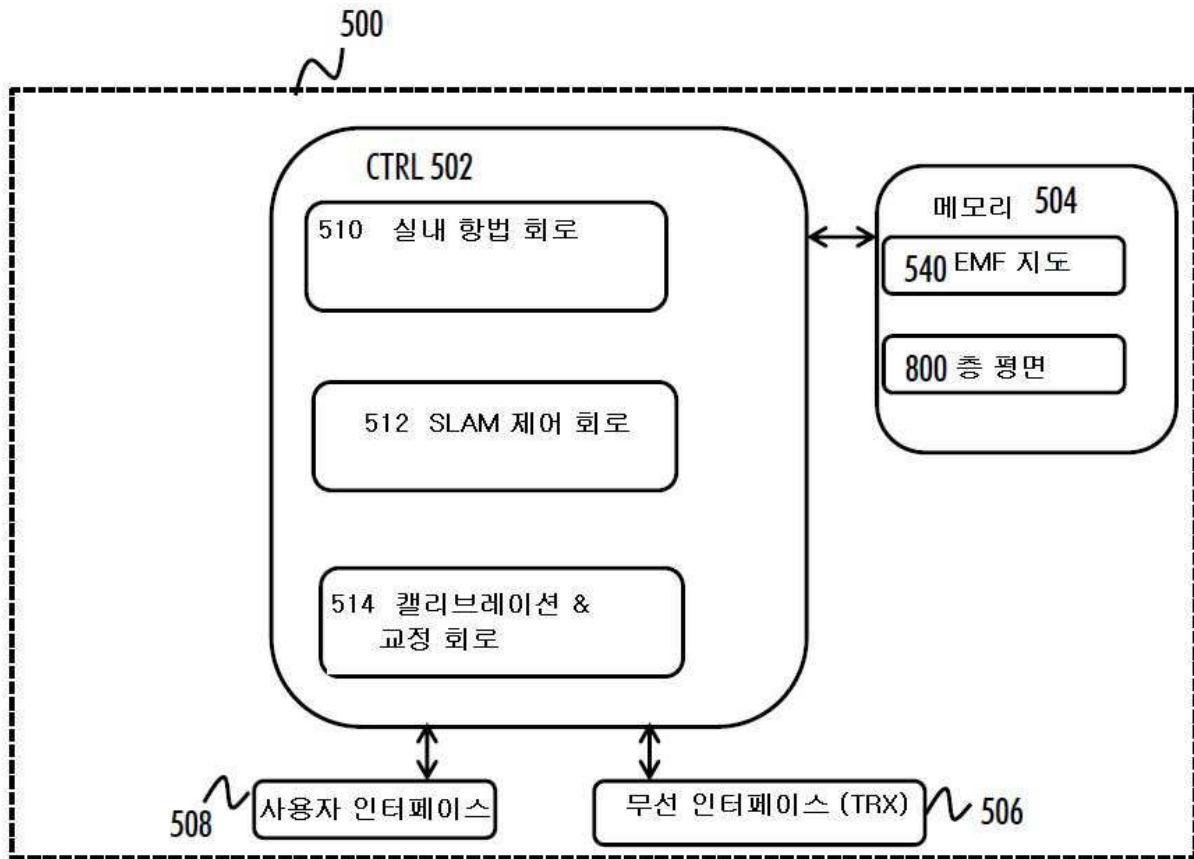 500
CTRL 502
510 실내 항법 회로
메모리 504
540 EMF 지도
800 층 평면
512 SLAM 제어 회로
514 캘리브레이션 &
교정 회로
508 사용자 인터페이스
무선 인터페이스 (TRX) 506